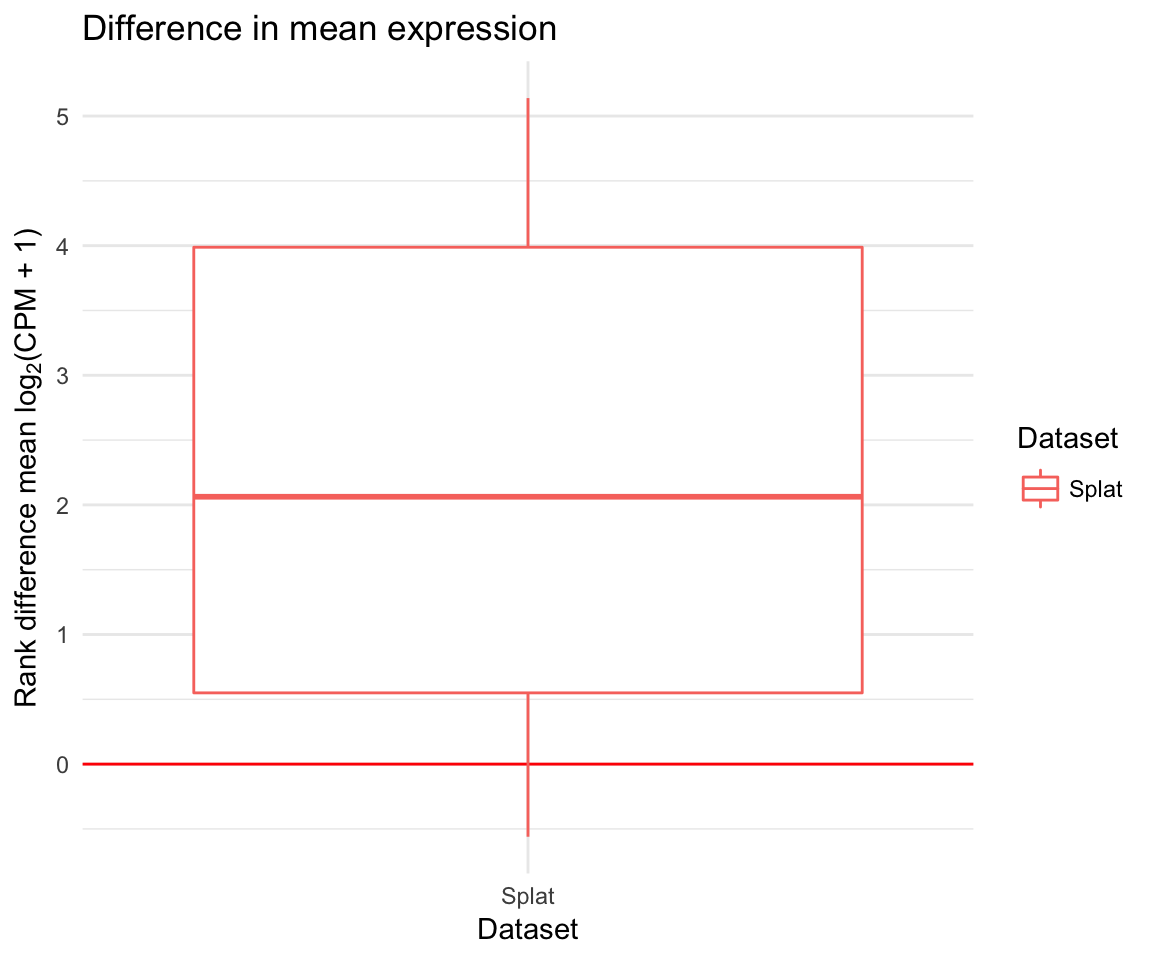 Difference in mean expression
Rank difference mean log₂(CPM + 1)
5
4
3
2
1
0
Splat
Dataset
Dataset
Splat